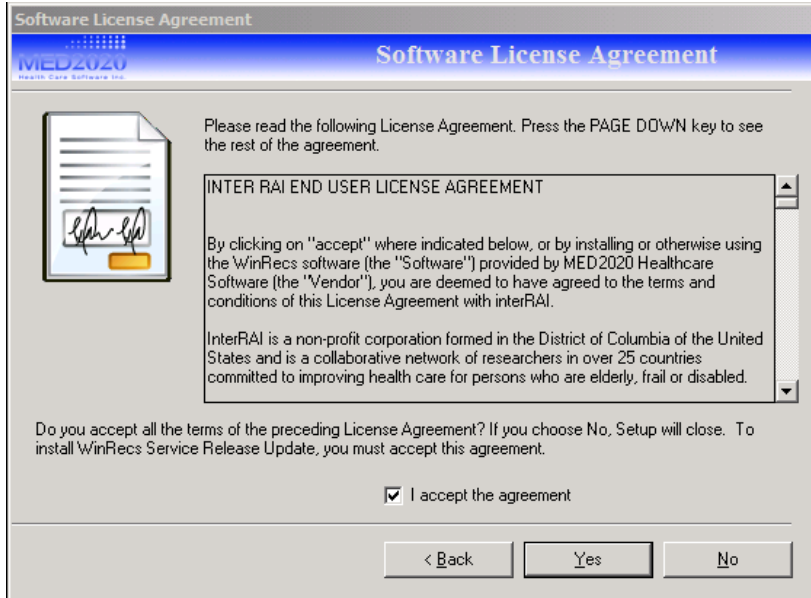 Software License Agreement
MED2020
Health Care Software Inc.
Software License Agreement
Please read the following License Agreement. Press the PAGE DOWN key to see
the rest of the agreement.
INTER RAI END USER LICENSE AGREEMENT
By clicking on "accept" where indicated below, or by installing or otherwise using
the WinRecs software (the "Software") provided by MED2020 Healthcare
Software (the "Vendor"), you are deemed to have agreed to the terms and
conditions of this License Agreement with interRAI.
InterRAI is a non-profit corporation formed in the District of Columbia of the United
States and is a collaborative network of researchers in over 25 countries
committed to improving health care for persons who are elderly, frail or disabled.
Do you accept all the terms of the preceding License Agreement? If you choose No, Setup will close. To
install WinRecs Service Release Update, you must accept this agreement.
I accept the agreement
< Back
Yes
No